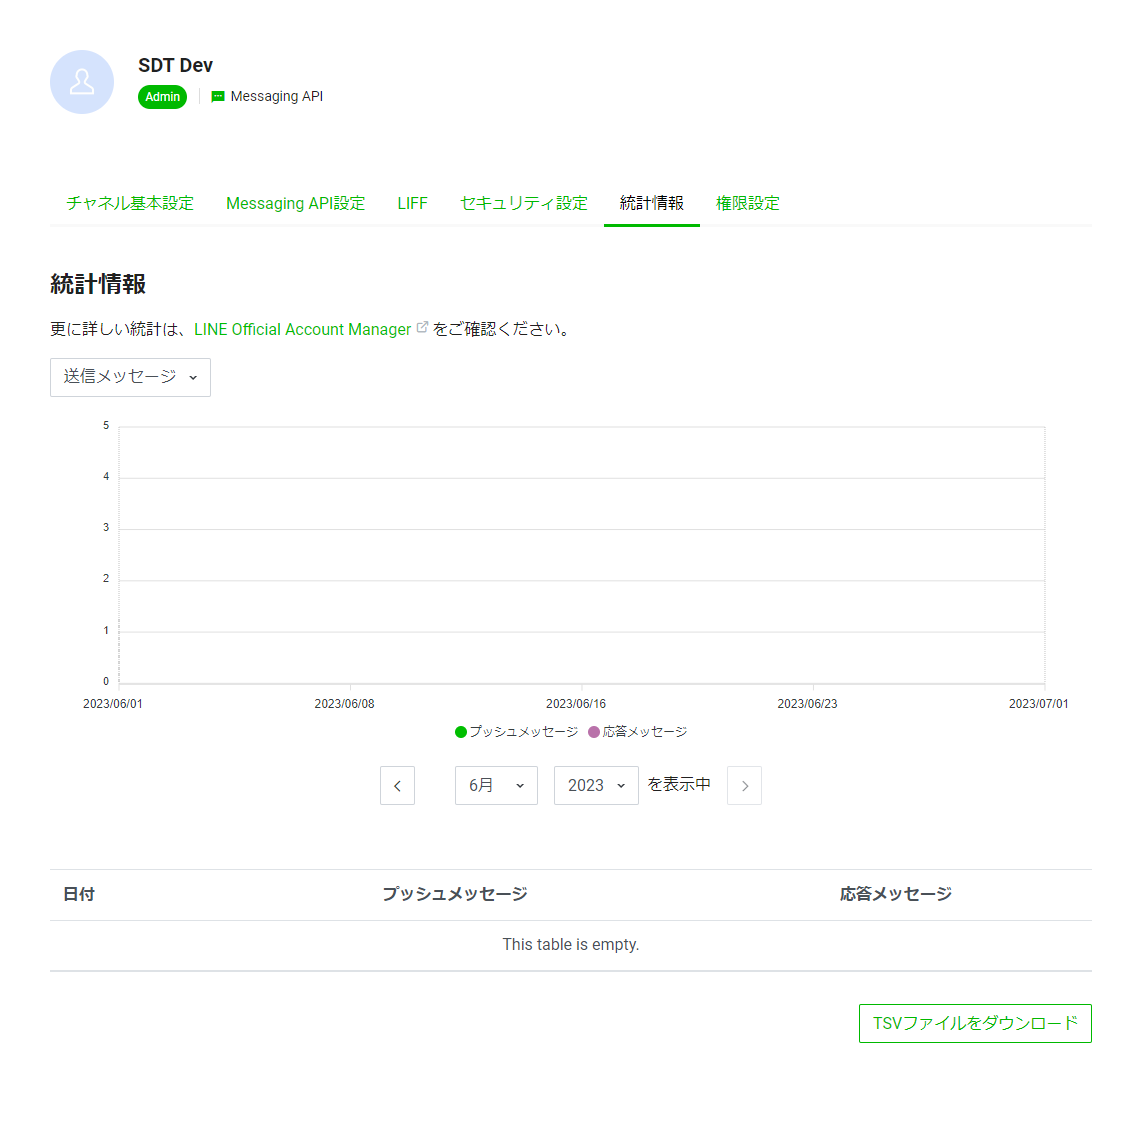 SDT Dev
Admin Messaging API
チャネル基本設定 Messaging API設定 LIFF セキュリティ設定 統計情報 権限設定
統計情報
更に詳しい統計は、LINE Official Account Manager をご確認ください。
送信メッセージ
5
4
3
2
1
0
2023/06/01 2023/06/08 2023/06/16 2023/06/23 2023/07/01
プッシュメッセージ 応答メッセージ
6月 2023 を表示中
日付 プッシュメッセージ 応答メッセージ
This table is empty.
TSVファイルをダウンロード